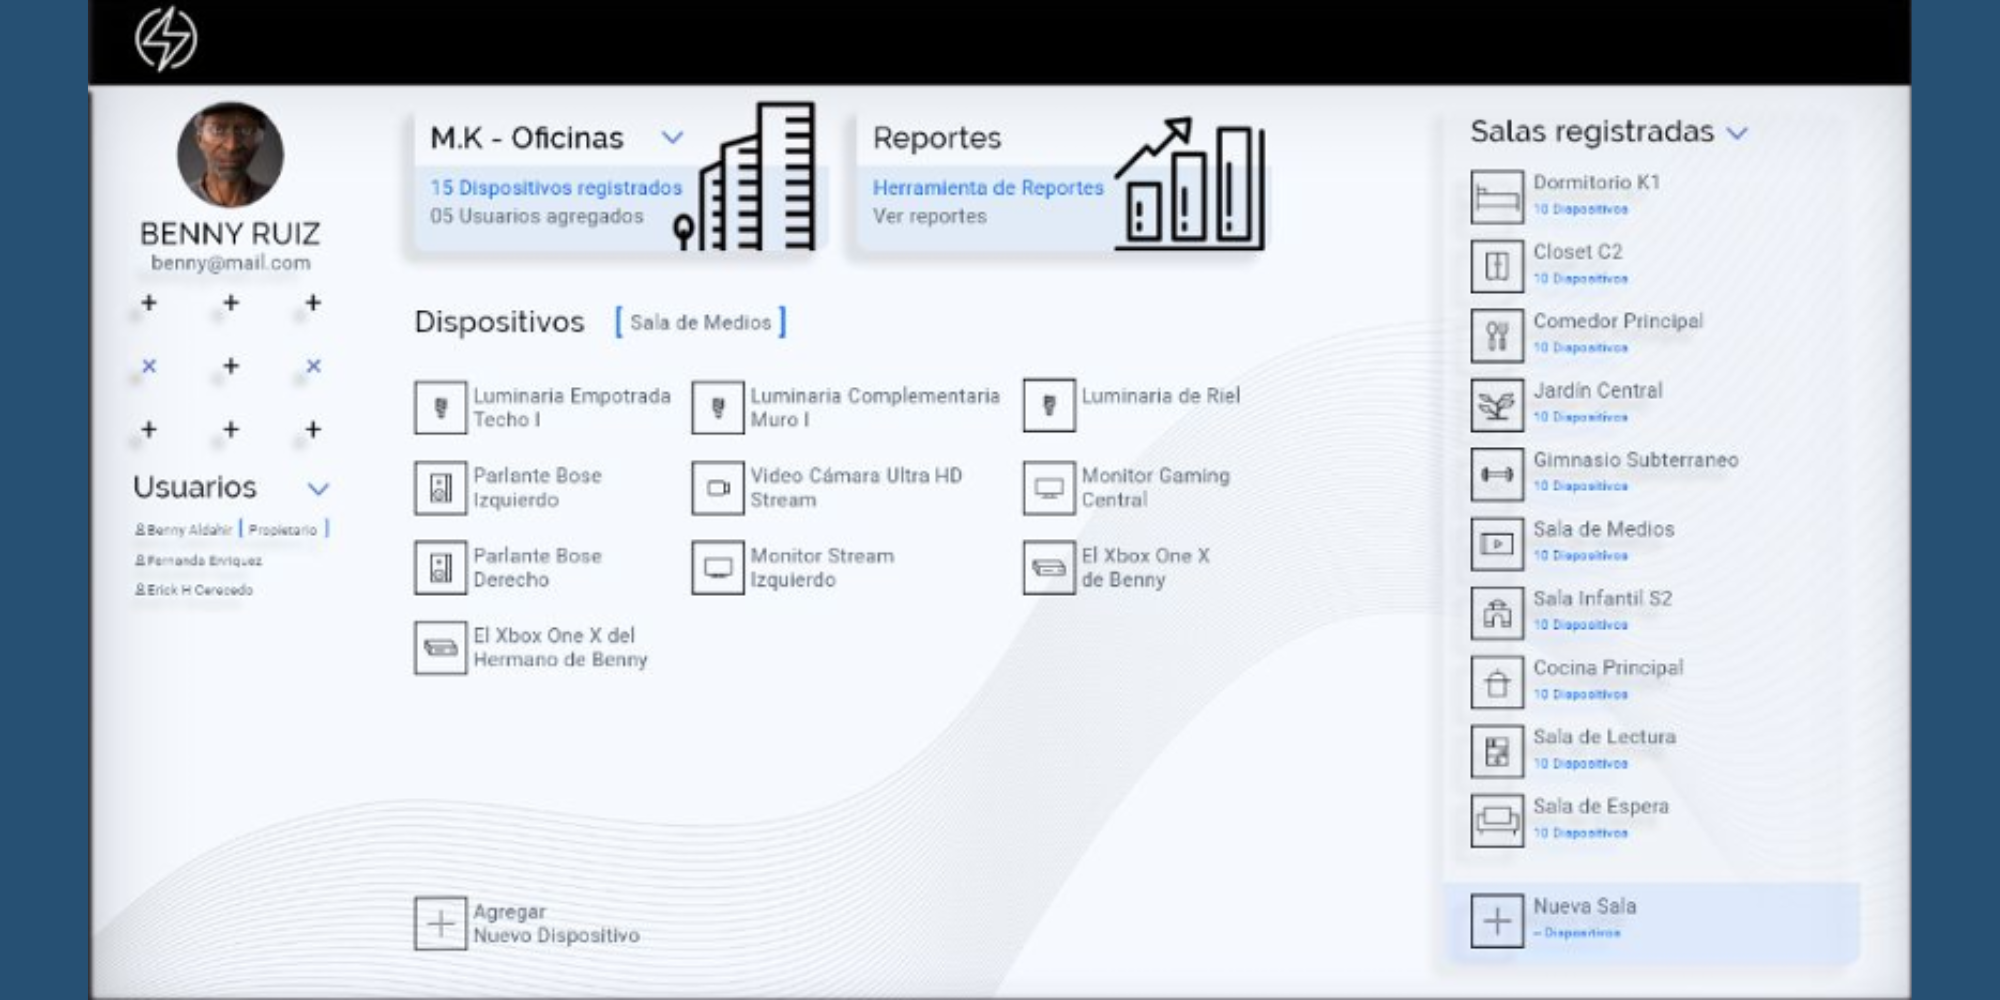 BENNY RUIZ
benny@mail.com
Usuarios
Benny Aldahir [ Propietario ]
Fernanda Enriquez
Erick H Cerecedo
M.K - Oficinas
15 Dispositivos registrados
05 Usuarios agregados
Reportes
Herramienta de Reportes
Ver reportes
Dispositivos [ Sala de Medios ]
Luminaria Empotrada
Techo I
Luminaria Complementaria
Muro I
Luminaria de Riel
Parlante Bose
Izquierdo
Video Cámara Ultra HD
Stream
Monitor Gaming
Central
Parlante Bose
Derecho
Monitor Stream
Izquierdo
El Xbox One X
de Benny
El Xbox One X del
Hermano de Benny
Agregar
Nuevo Dispositivo
Salas registradas
Dormitorio K1
10 Dispositivos
Closet C2
10 Dispositivos
Comedor Principal
10 Dispositivos
Jardín Central
10 Dispositivos
Gimnasio Subterraneo
10 Dispositivos
Sala de Medios
10 Dispositivos
Sala Infantil S2
10 Dispositivos
Cocina Principal
10 Dispositivos
Sala de Lectura
10 Dispositivos
Sala de Espera
10 Dispositivos
Nueva Sala
-- Dispositivos